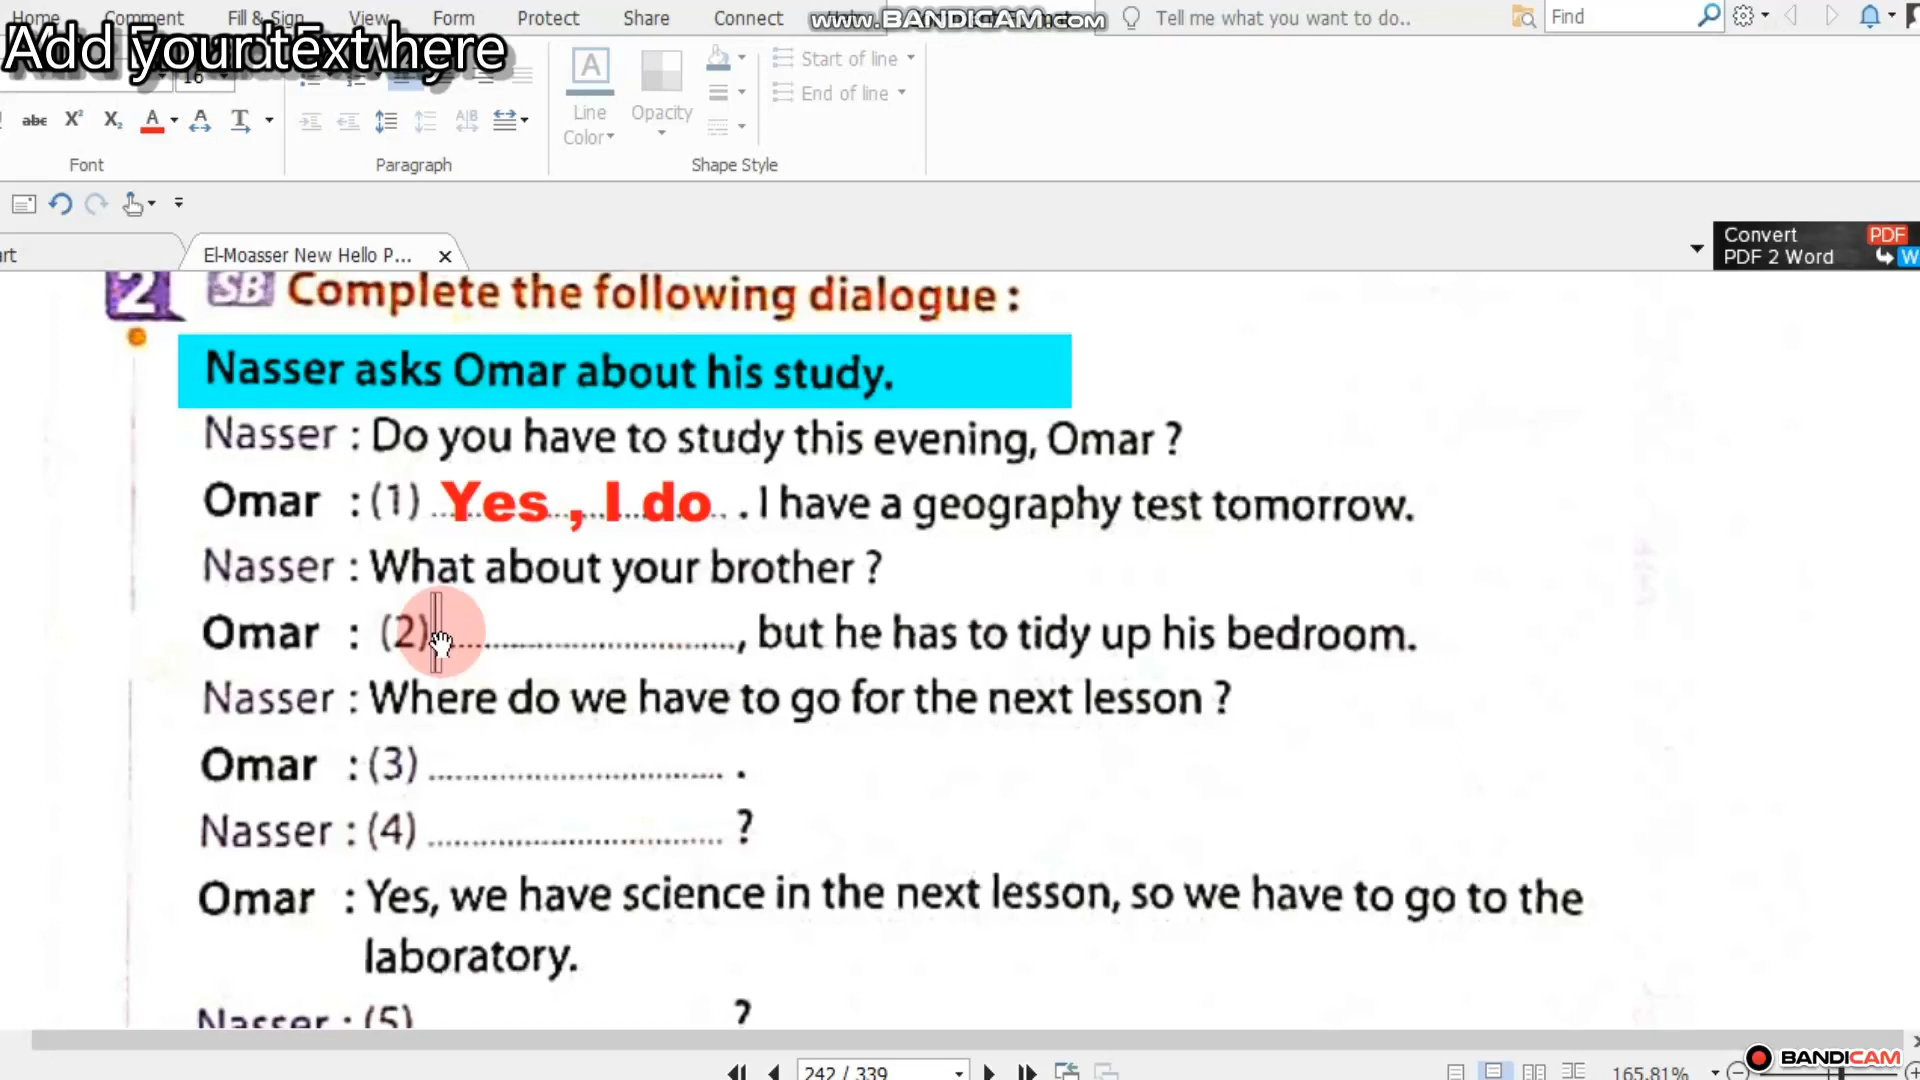 Home Comment Fill & Sign View Form Protect Share Connect www.BANDICAM.com Tell me what you want to do.. Find
Add your text here
16
Start of line
End of line
abc X² X₂ A A T
Line Color
Opacity
Font Paragraph Shape Style
rt El-Moasser New Hello P... Convert PDF 2 Word PDF W
2 SB Complete the following dialogue :
Nasser asks Omar about his study.
Nasser : Do you have to study this evening, Omar ?
Omar : (1) Yes , I do . I have a geography test tomorrow.
Nasser : What about your brother ?
Omar : (2) ..............................., but he has to tidy up his bedroom.
Nasser : Where do we have to go for the next lesson ?
Omar : (3) ............................... .
Nasser : (4) ............................... ?
Omar : Yes, we have science in the next lesson, so we have to go to the
laboratory.
Nasser : (5) ?
242 / 339 165.81% BANDICAM